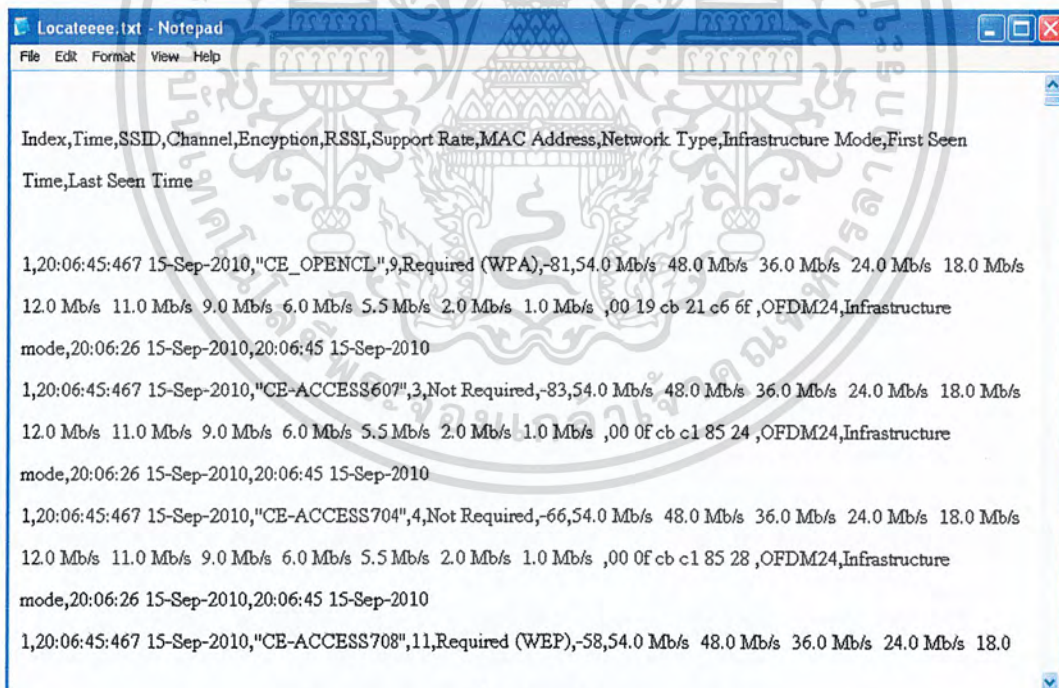 Locateeee.txt - Notepad
File Edit Format View Help
Index,Time,SSID,Channel,Encyption,RSSI,Support Rate,MAC Address,Network Type,Infrastructure Mode,First Seen
Time,Last Seen Time
1,20:06:45:467 15-Sep-2010,"CE_OPENCL",9,Required (WPA),-81,54.0 Mb/s 48.0 Mb/s 36.0 Mb/s 24.0 Mb/s 18.0 Mb/s
12.0 Mb/s 11.0 Mb/s 9.0 Mb/s 6.0 Mb/s 5.5 Mb/s 2.0 Mb/s 1.0 Mb/s ,00 19 cb 21 c6 6f ,OFDM24,Infrastructure
mode,20:06:26 15-Sep-2010,20:06:45 15-Sep-2010
1,20:06:45:467 15-Sep-2010,"CE-ACCESS607",3,Not Required,-83,54.0 Mb/s 48.0 Mb/s 36.0 Mb/s 24.0 Mb/s 18.0 Mb/s
12.0 Mb/s 11.0 Mb/s 9.0 Mb/s 6.0 Mb/s 5.5 Mb/s 2.0 Mb/s 1.0 Mb/s ,00 0f cb c1 85 24 ,OFDM24,Infrastructure
mode,20:06:26 15-Sep-2010,20:06:45 15-Sep-2010
1,20:06:45:467 15-Sep-2010,"CE-ACCESS704",4,Not Required,-66,54.0 Mb/s 48.0 Mb/s 36.0 Mb/s 24.0 Mb/s 18.0 Mb/s
12.0 Mb/s 11.0 Mb/s 9.0 Mb/s 6.0 Mb/s 5.5 Mb/s 2.0 Mb/s 1.0 Mb/s ,00 0f cb c1 85 28 ,OFDM24,Infrastructure
mode,20:06:26 15-Sep-2010,20:06:45 15-Sep-2010
1,20:06:45:467 15-Sep-2010,"CE-ACCESS708",11,Required (WEP),-58,54.0 Mb/s 48.0 Mb/s 36.0 Mb/s 24.0 Mb/s 18.0